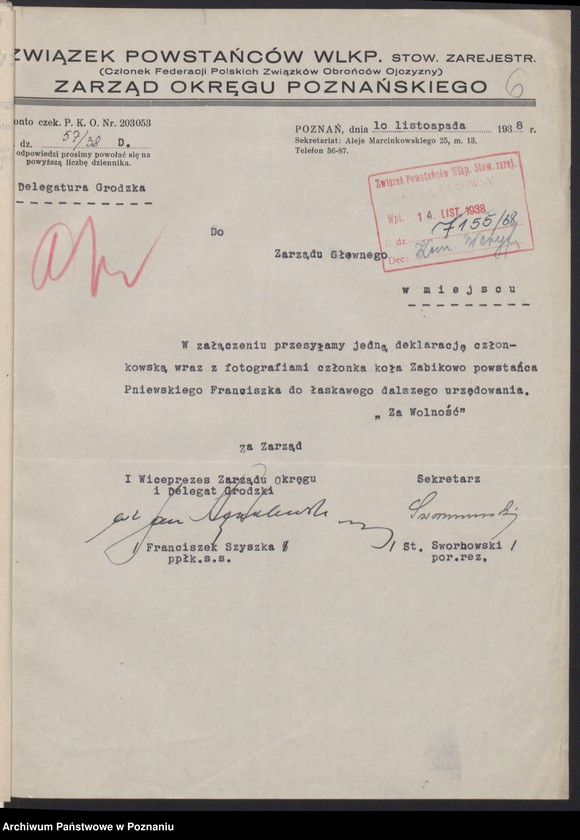 ZWIĄZEK POWSTAŃCÓW WLKP. STOW. ZAREJESTR.
(Członek Federacji Polskich Związków Obrońców Ojczyzny)
ZARZĄD OKRĘGU POZNAŃSKIEGO
6
onto czek. P. K. O. Nr. 203053
dz. 57/38 D.
odpowiedzi prosimy powołać się na
powyższą liczbę dziennika.
POZNAŃ, dnia 10 listopada 1938 r.
Sekretariat: Aleje Marcinkowskiego 25, m. 13.
Telefon 56-87.
Delegatura Grodzka
Związek Powstańców Wlkp. Stow. zarej.
Wpł. 14. LIST. 1938
dz. 7155/38
Dec:
Do
Zarządu Głównego
w miejscu
W załączeniu przesyłamy jedną deklarację człon-
kowską wraz z fotografiami członka koła Żabikowo powstańca
Pniewskiego Franciszka do łaskawego dalszego urzędowania.
„ Za Wolność"
za Zarząd
I Wiceprezes Zarządu Okręgu
i Delegat Grodzki
Sekretarz
/ Franciszek Szyszka /
ppłk.s.s.
/ St. Sworhowski /
por.rez.
Archiwum Państwowe w Poznaniu